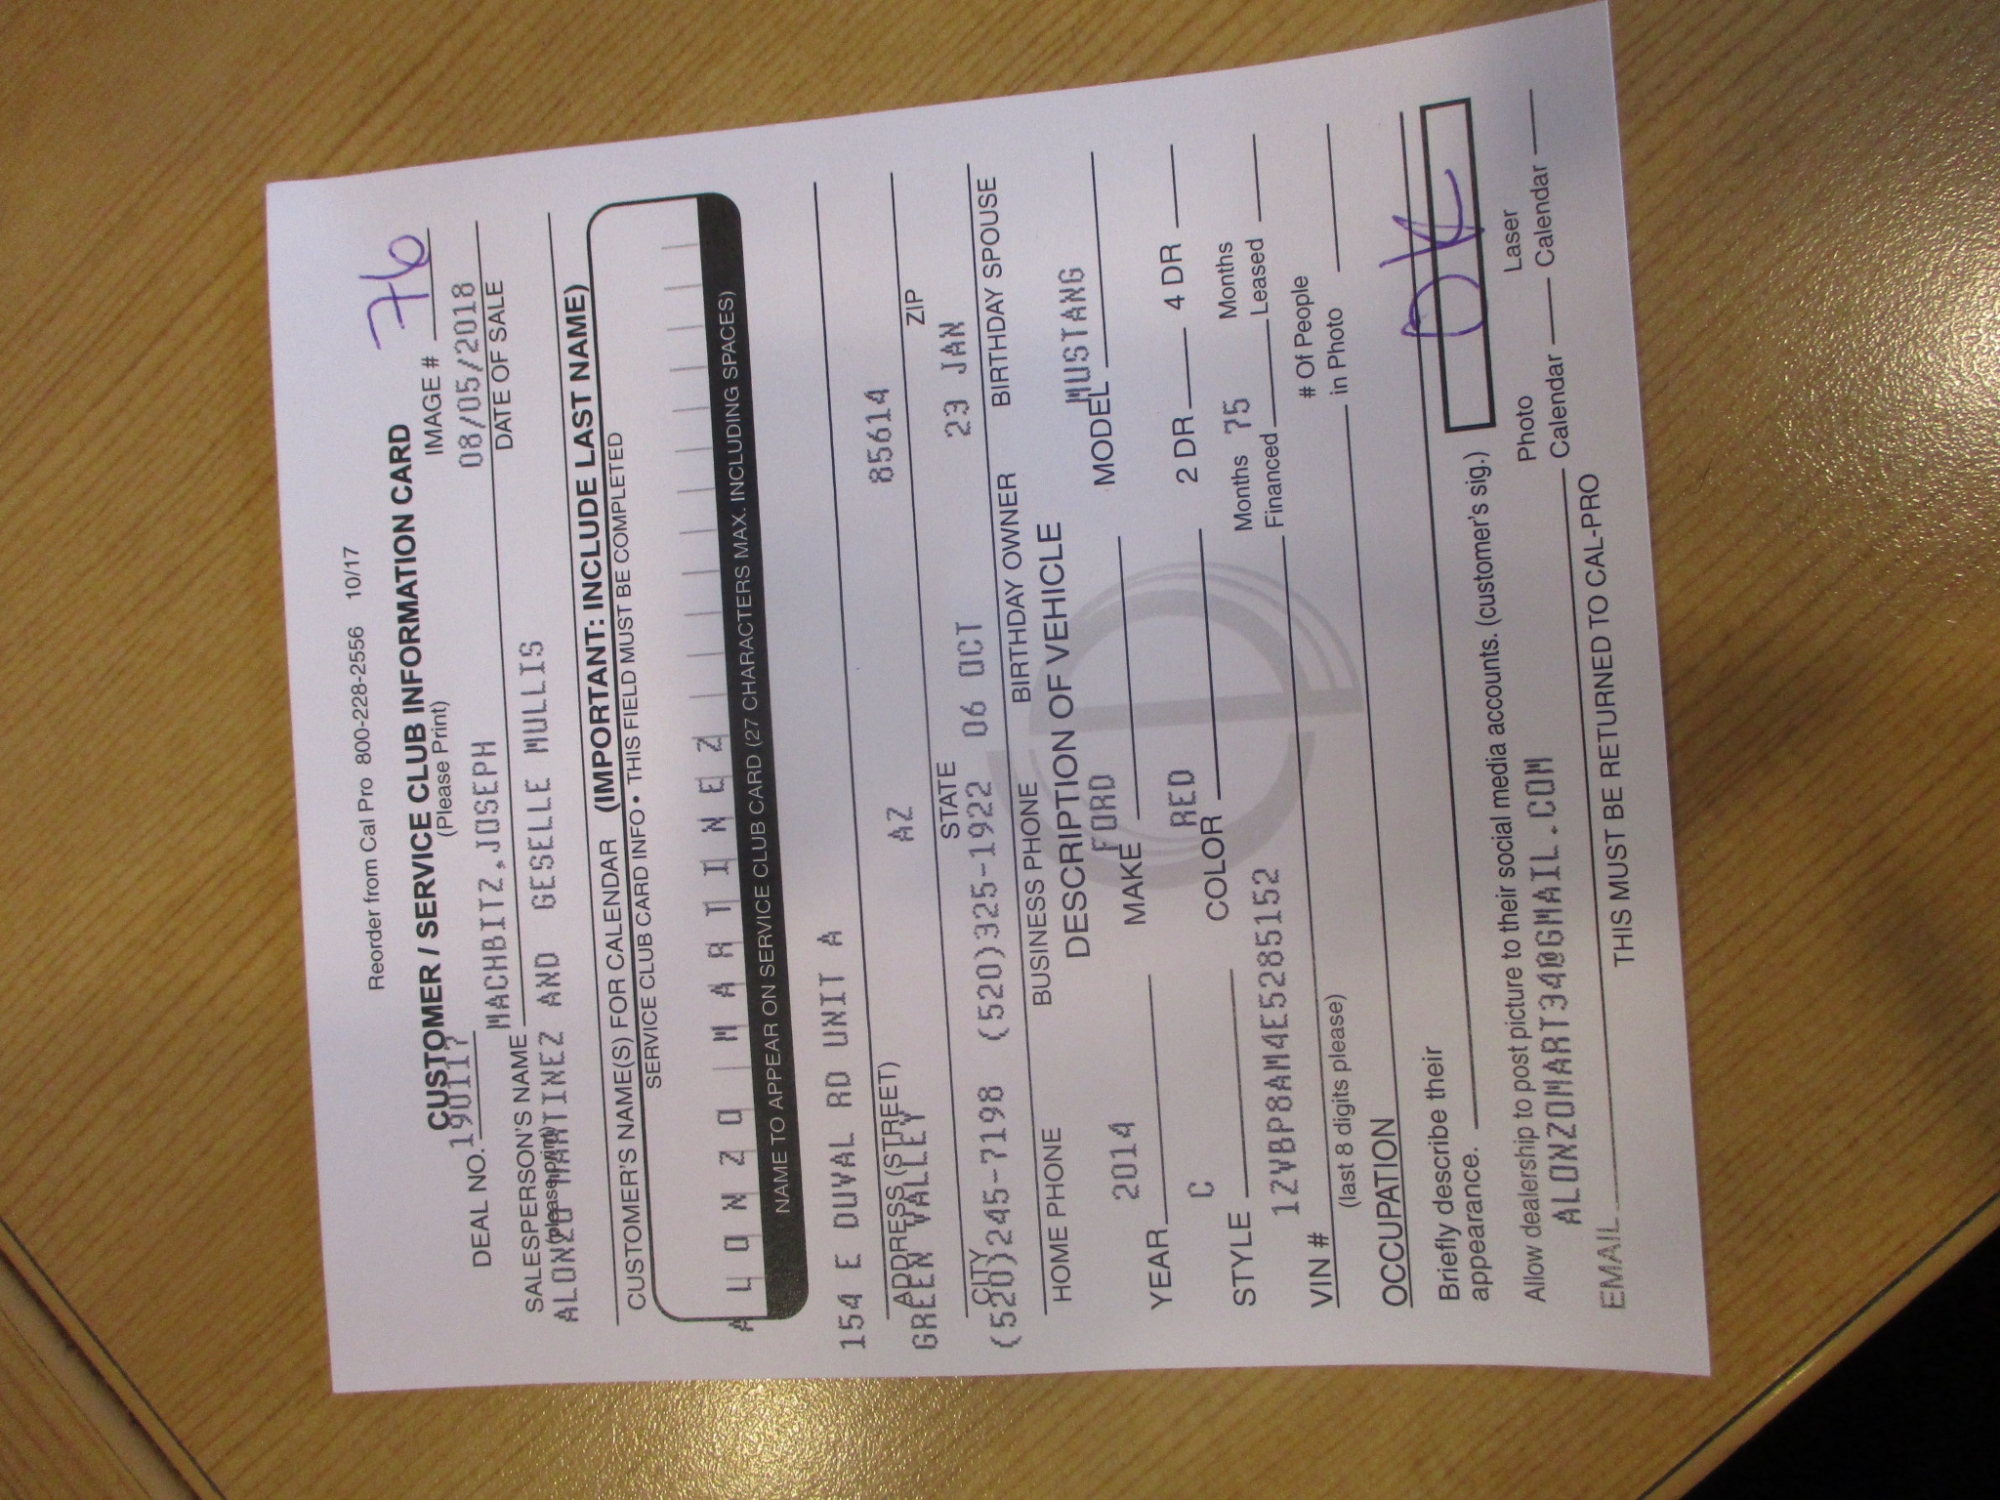 Reorder from Cal Pro 800-228-2556 10/17
CUSTOMER / SERVICE CLUB INFORMATION CARD
(Please Print)
IMAGE # 76
DEAL NO. 190117
08/05/2018
MACHBITZ,JOSEPH
SALESPERSON'S NAME
DATE OF SALE
(please print)
ALONZO MARTINEZ AND GESELLE MULLIS
CUSTOMER'S NAME(S) FOR CALENDAR (IMPORTANT: INCLUDE LAST NAME)
SERVICE CLUB CARD INFO • THIS FIELD MUST BE COMPLETED
ALONZO MARTINEZ
NAME TO APPEAR ON SERVICE CLUB CARD (27 CHARACTERS MAX. INCLUDING SPACES)
154 E DUVAL RD UNIT A
ADDRESS (STREET)
GREEN VALLEY AZ 85614
CITY STATE ZIP
(520)245-7198 (520)325-1922 06 OCT 23 JAN
HOME PHONE BUSINESS PHONE BIRTHDAY OWNER BIRTHDAY SPOUSE
DESCRIPTION OF VEHICLE
2014 FORD MUSTANG
YEAR MAKE MODEL
C RED
STYLE COLOR 2 DR 4 DR
1ZVBP8AM4E5285152 Months 75 Months
VIN # Financed Leased
(last 8 digits please) # Of People
OCCUPATION in Photo
Briefly describe their
appearance.
Allow dealership to post picture to their social media accounts. (customer's sig.)
ALONZOMART34@GMAIL.COM Photo Laser
EMAIL Calendar Calendar
THIS MUST BE RETURNED TO CAL-PRO